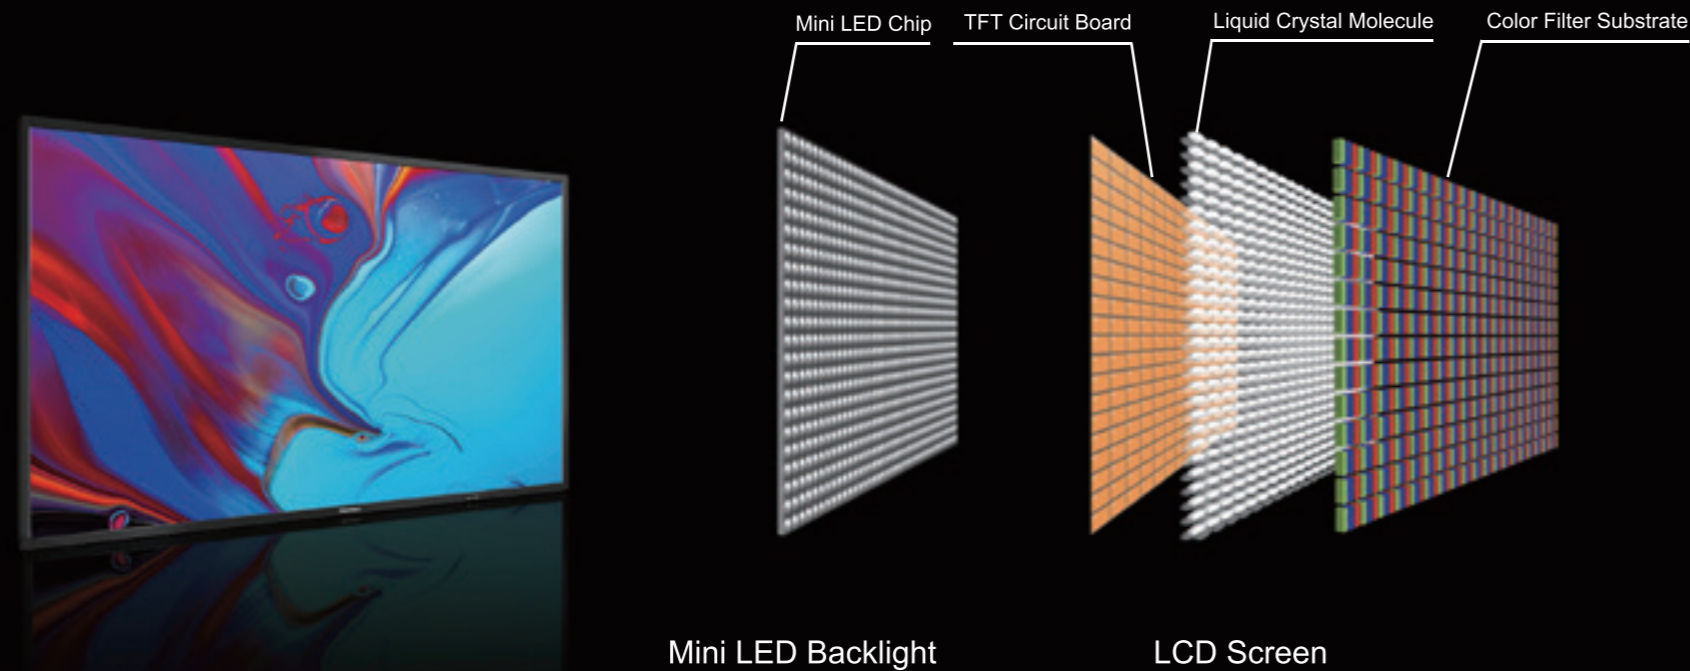 Mini LED Chip
TFT Circuit Board
Liquid Crystal Molecule
Color Filter Substrate
Mini LED Backlight
LCD Screen